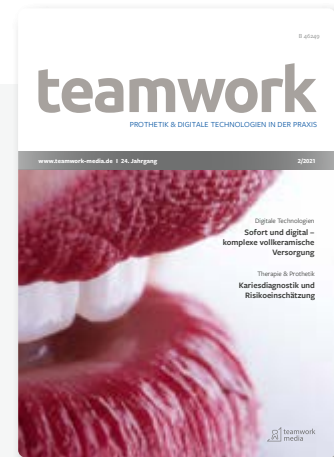 teamwork
PROTHETIK & DIGITALE TECHNOLOGIEN IN DER PRAXIS
www.teamwork-media.de I 24. Jahrgang 2/2021
Digitale Technologien
Sofort und digital –
komplexe vollkeramische
Versorgung
Therapie & Prothetik
Kariesdiagnostik und
Risikoeinschätzung
teamwork
media